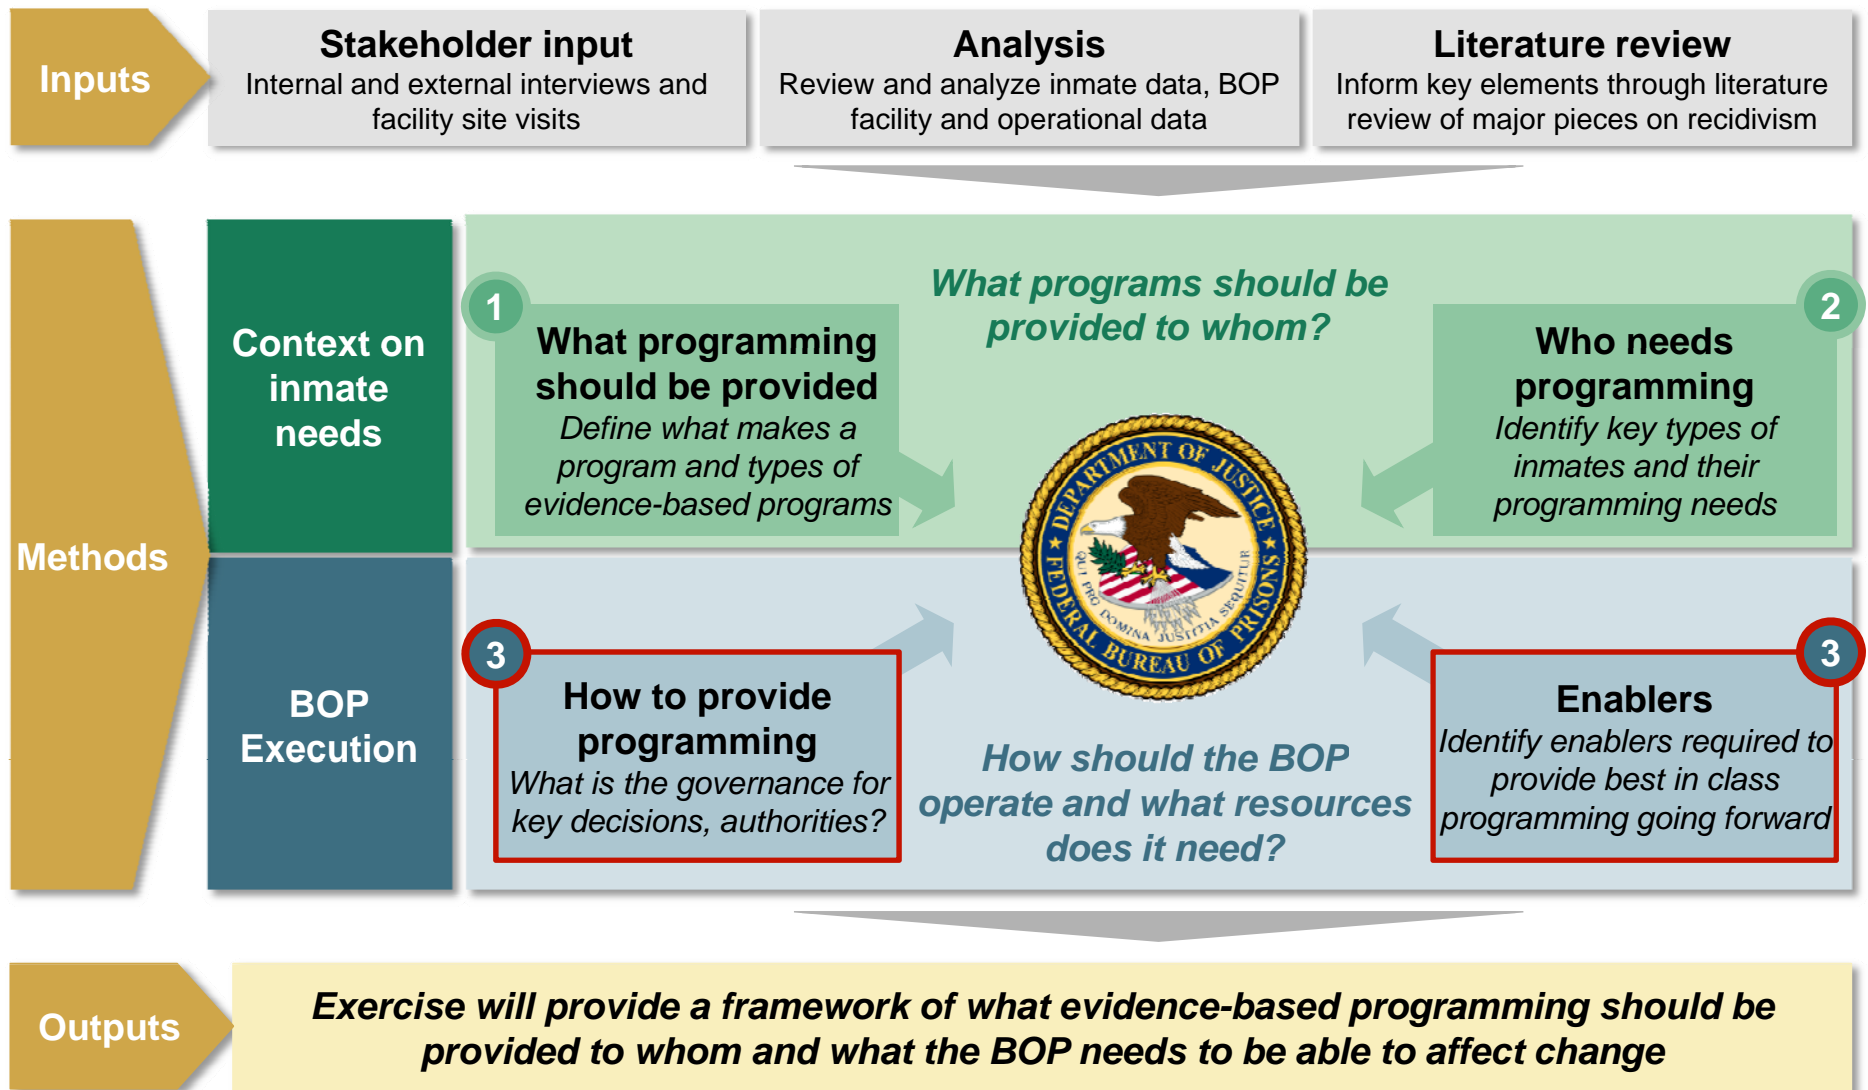 Inputs
Stakeholder input
Internal and external interviews and
facility site visits
Analysis
Review and analyze inmate data, BOP
facility and operational data
Literature review
Inform key elements through literature
review of major pieces on recidivism
Methods
Context on
inmate
needs
What programs should be
provided to whom?
1
What programming
should be provided
Define what makes a
program and types of
evidence-based programs
2
Who needs
programming
Identify key types of
inmates and their
programming needs
DEPARTMENT OF JUSTICE
QUI PRO DOMINA JUSTITIA SEQUITUR
FEDERAL BUREAU OF PRISONS
BOP
Execution
3
How to provide
programming
What is the governance for
key decisions, authorities?
How should the BOP
operate and what resources
does it need?
3
Enablers
Identify enablers required to
provide best in class
programming going forward
Outputs
Exercise will provide a framework of what evidence-based programming should be
provided to whom and what the BOP needs to be able to affect change